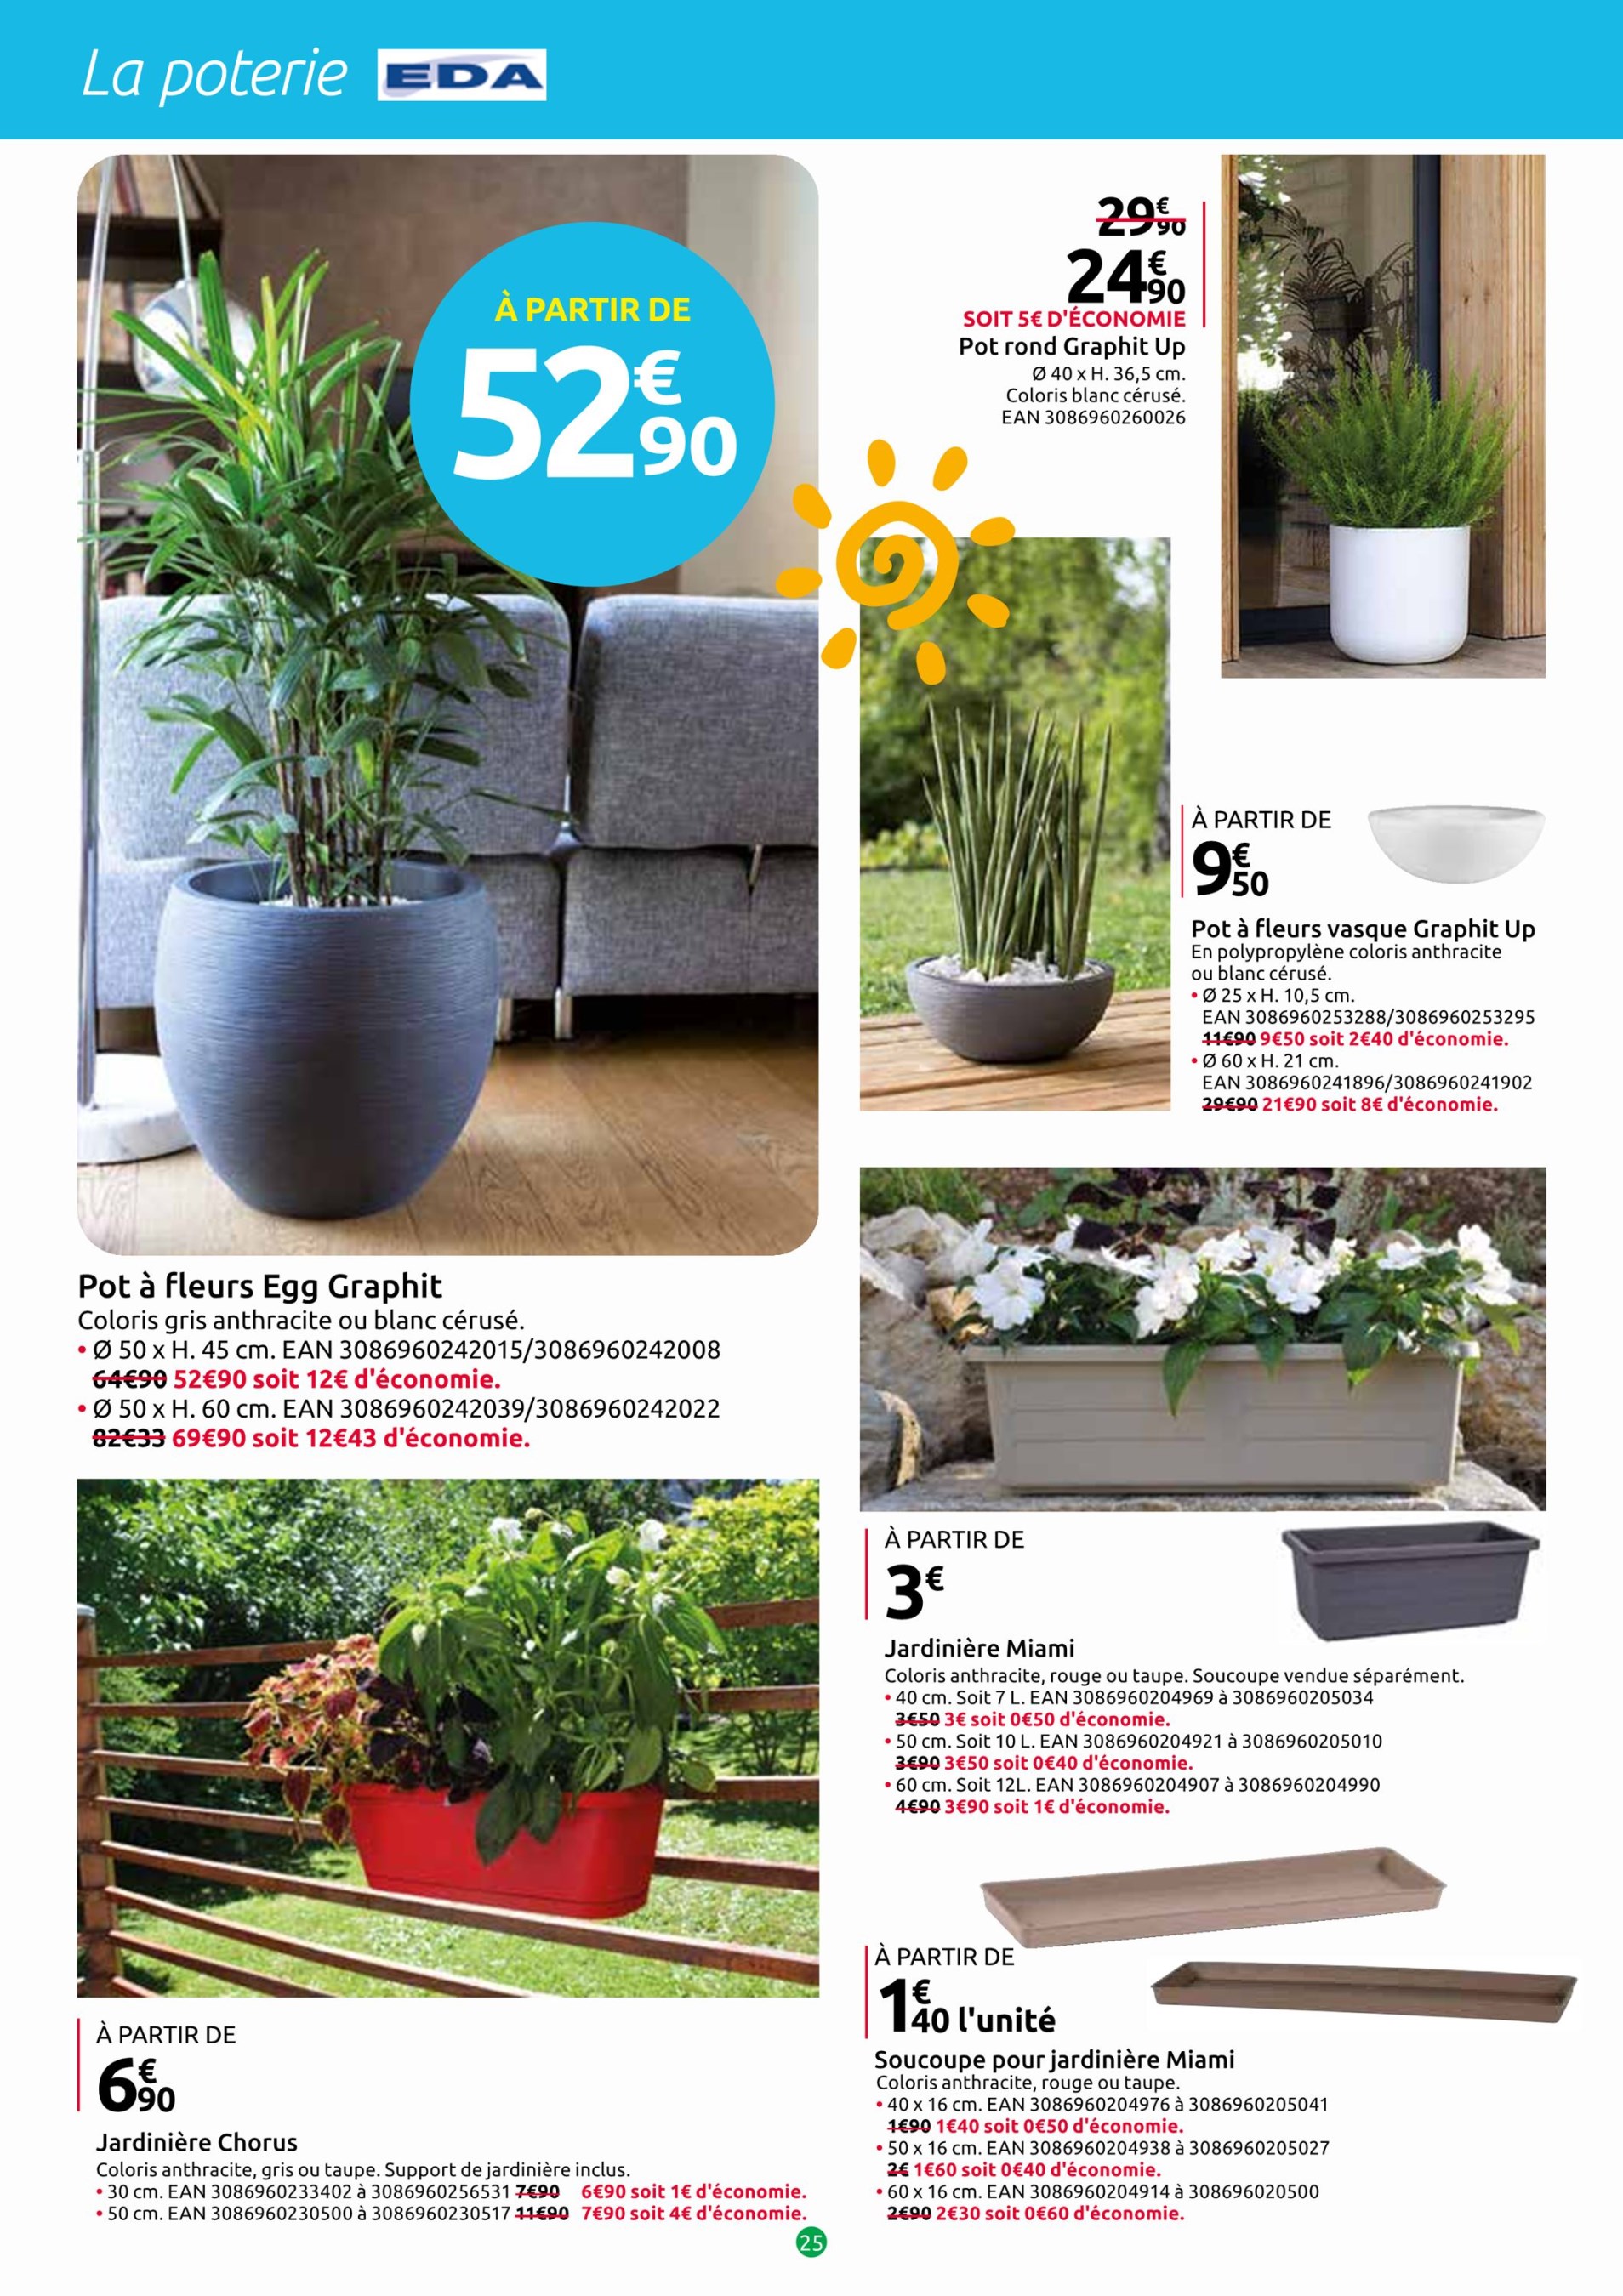 La poterie EDA
À PARTIR DE
52€90
29€90
24€90
SOIT 5€ D'ÉCONOMIE
Pot rond Graphit Up
Ø 40 x H. 36,5 cm.
Coloris blanc cérusé.
EAN 3086960260026
À PARTIR DE
9€50
Pot à fleurs vasque Graphit Up
En polypropylène coloris anthracite
ou blanc cérusé.
• Ø 25 x H. 10,5 cm.
EAN 3086960253288/3086960253295
11€90 9€50 soit 2€40 d'économie.
• Ø 60 x H. 21 cm.
EAN 3086960241896/3086960241902
29€90 21€90 soit 8€ d'économie.
Pot à fleurs Egg Graphit
Coloris gris anthracite ou blanc cérusé.
• Ø 50 x H. 45 cm. EAN 3086960242015/3086960242008
64€90 52€90 soit 12€ d'économie.
• Ø 50 x H. 60 cm. EAN 3086960242039/3086960242022
82€33 69€90 soit 12€43 d'économie.
À PARTIR DE
3€
Jardinière Miami
Coloris anthracite, rouge ou taupe. Soucoupe vendue séparément.
• 40 cm. Soit 7 L. EAN 3086960204969 à 3086960205034
3€50 3€ soit 0€50 d'économie.
• 50 cm. Soit 10 L. EAN 3086960204921 à 3086960205010
3€90 3€50 soit 0€40 d'économie.
• 60 cm. Soit 12L. EAN 3086960204907 à 3086960204990
4€90 3€90 soit 1€ d'économie.
À PARTIR DE
1€40 l'unité
Soucoupe pour jardinière Miami
Coloris anthracite, rouge ou taupe.
• 40 x 16 cm. EAN 3086960204976 à 3086960205041
1€90 1€40 soit 0€50 d'économie.
• 50 x 16 cm. EAN 3086960204938 à 3086960205027
2€ 1€60 soit 0€40 d'économie.
• 60 x 16 cm. EAN 3086960204914 à 308696020500
2€90 2€30 soit 0€60 d'économie.
À PARTIR DE
6€90
Jardinière Chorus
Coloris anthracite, gris ou taupe. Support de jardinière inclus.
• 30 cm. EAN 3086960233402 à 3086960256531 7€90 6€90 soit 1€ d'économie.
• 50 cm. EAN 3086960230500 à 3086960230517 11€90 7€90 soit 4€ d'économie.
25